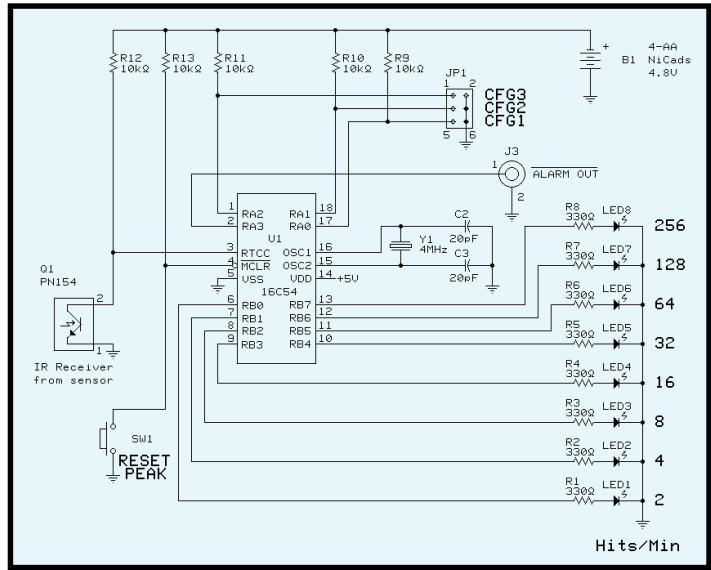 R12
10kΩ
R13
10kΩ
R11
10kΩ
R10
10kΩ
R9
10kΩ
B1
+
4-AA
NiCads
4.8V
JP1
1 2
5 6
CFG3
CFG2
CFG1
J3
1
2
ALARM OUT
1 RA2
2 RA3
3 RTCC
4 MCLR
5 VSS
6 RB0
7 RB1
8 RB2
9 RB3
U1
16C54
RA1 18
RA0 17
OSC1 16
OSC2 15
VDD 14 +5V
RB7 13
RB6 12
RB5 11
RB4 10
Y1
4MHz
C2
20pF
C3
20pF
Q1
PN154
2
1
IR Receiver
from sensor
SW1
RESET
PEAK
R8
330Ω
LED8
256
R7
330Ω
LED7
128
R6
330Ω
LED6
64
R5
330Ω
LED5
32
R4
330Ω
LED4
16
R3
330Ω
LED3
8
R2
330Ω
LED2
4
R1
330Ω
LED1
2
Hits/Min